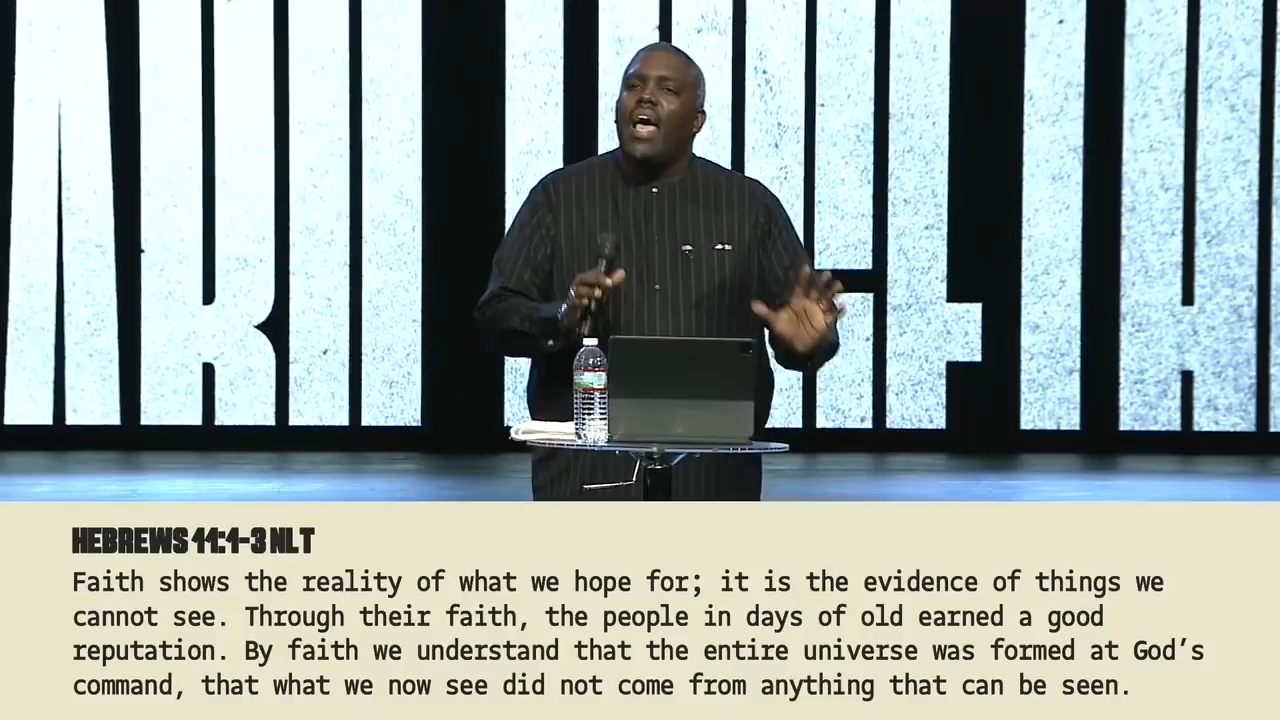 HEBREWS 11:1-3 NLT
Faith shows the reality of what we hope for; it is the evidence of things we
cannot see. Through their faith, the people in days of old earned a good
reputation. By faith we understand that the entire universe was formed at God’s
command, that what we now see did not come from anything that can be seen.